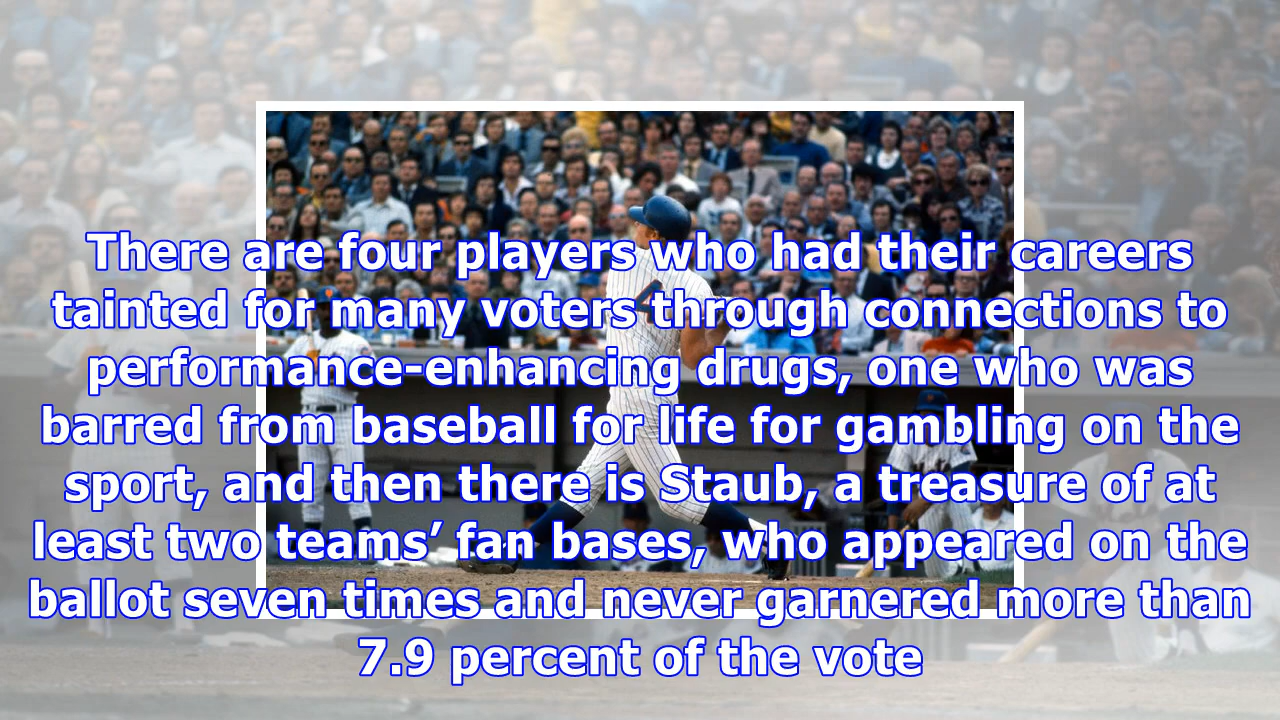 There are four players who had their careers
tainted for many voters through connections to
performance-enhancing drugs, one who was
barred from baseball for life for gambling on the
sport, and then there is Staub, a treasure of at
least two teams’ fan bases, who appeared on the
ballot seven times and never garnered more than
7.9 percent of the vote
4